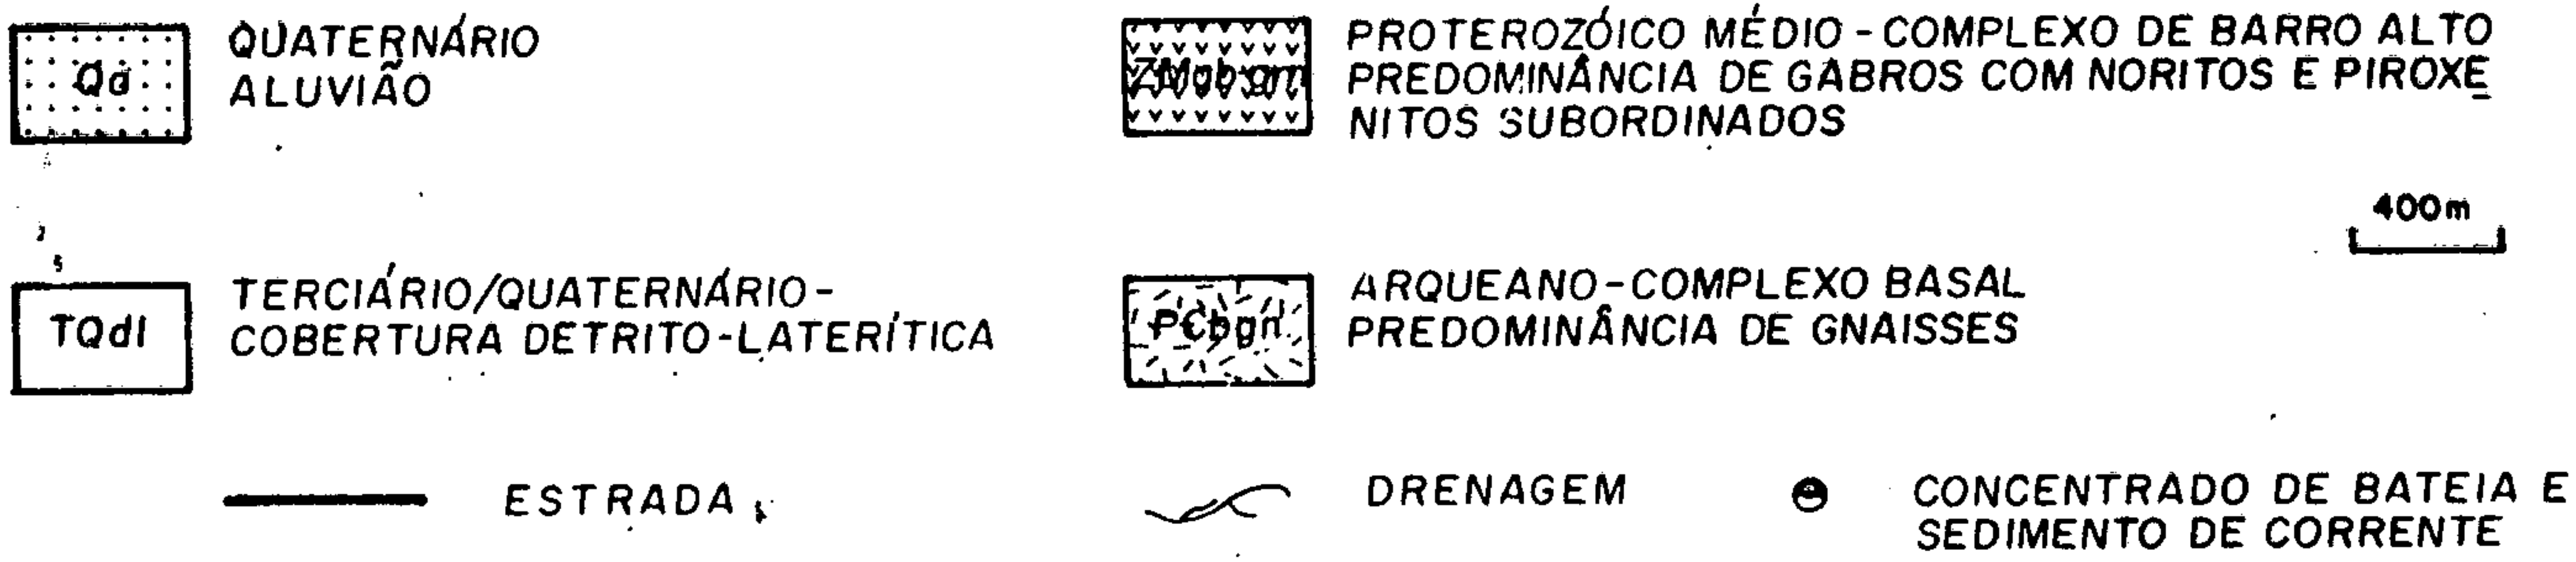 Qa
QUATERNÁRIO
ALUVIÃO
PROTEROZÓICO MÉDIO - COMPLEXO DE BARRO ALTO
PREDOMINÂNCIA DE GABROS COM NORITOS E PIROXE
NITOS SUBORDINADOS
400m
TQdl
TERCIÁRIO/QUATERNÁRIO -
COBERTURA DETRITO-LATERÍTICA
PЄbgn
ARQUEANO-COMPLEXO BASAL
PREDOMINÂNCIA DE GNAISSES
ESTRADA
DRENAGEM
CONCENTRADO DE BATEIA E
SEDIMENTO DE CORRENTE